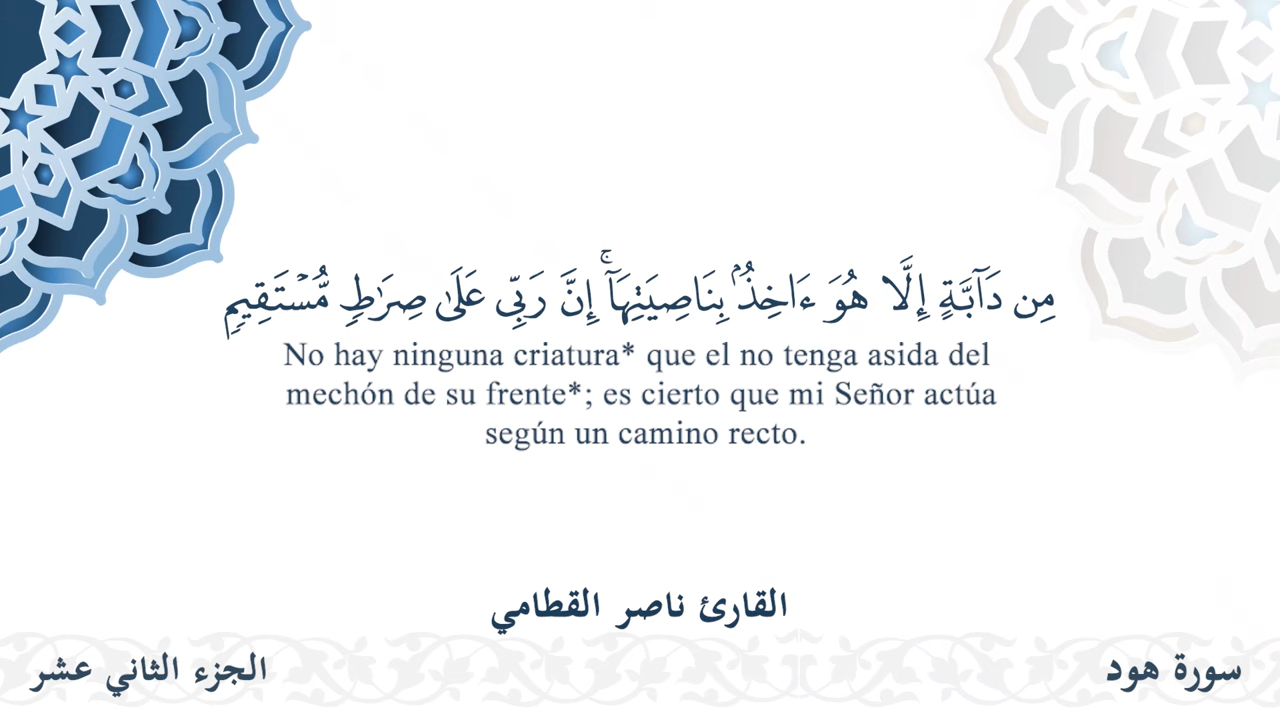 مِن دَآبَّةٍ إِلَّا هُوَ ءَاخِذُۢ بِنَاصِيَتِهَآۚ إِنَّ رَبِّى عَلَىٰ صِرَٰطٍ مُّسْتَقِيمٍ
No hay ninguna criatura* que el no tenga asida del
mechón de su frente*; es cierto que mi Señor actúa
según un camino recto.
القارئ ناصر القطامي
سورة هود
الجزء الثاني عشر